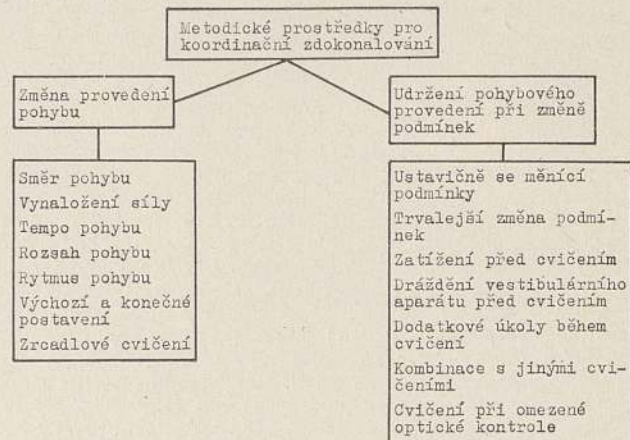 Metodické prostředky pro
koordinační zdokonalování
Změna provedení
pohybu
Směr pohybu
Vynaložení síly
Tempo pohybu
Rozsah pohybu
Rytmus pohybu
Výchozí a konečné
postavení
Zrcadlové cvičení
Udržení pohybového
provedení při změně
podmínek
Ustavičně se měnící
podmínky
Trvalejší změna podmí-
nek
Zatížení před cvičením
Dráždění vestibulárního
aparátu před cvičením
Dodatkové úkoly během
cvičení
Kombinace s jinými cvi-
čeními
Cvičení při omezené
optické kontrole